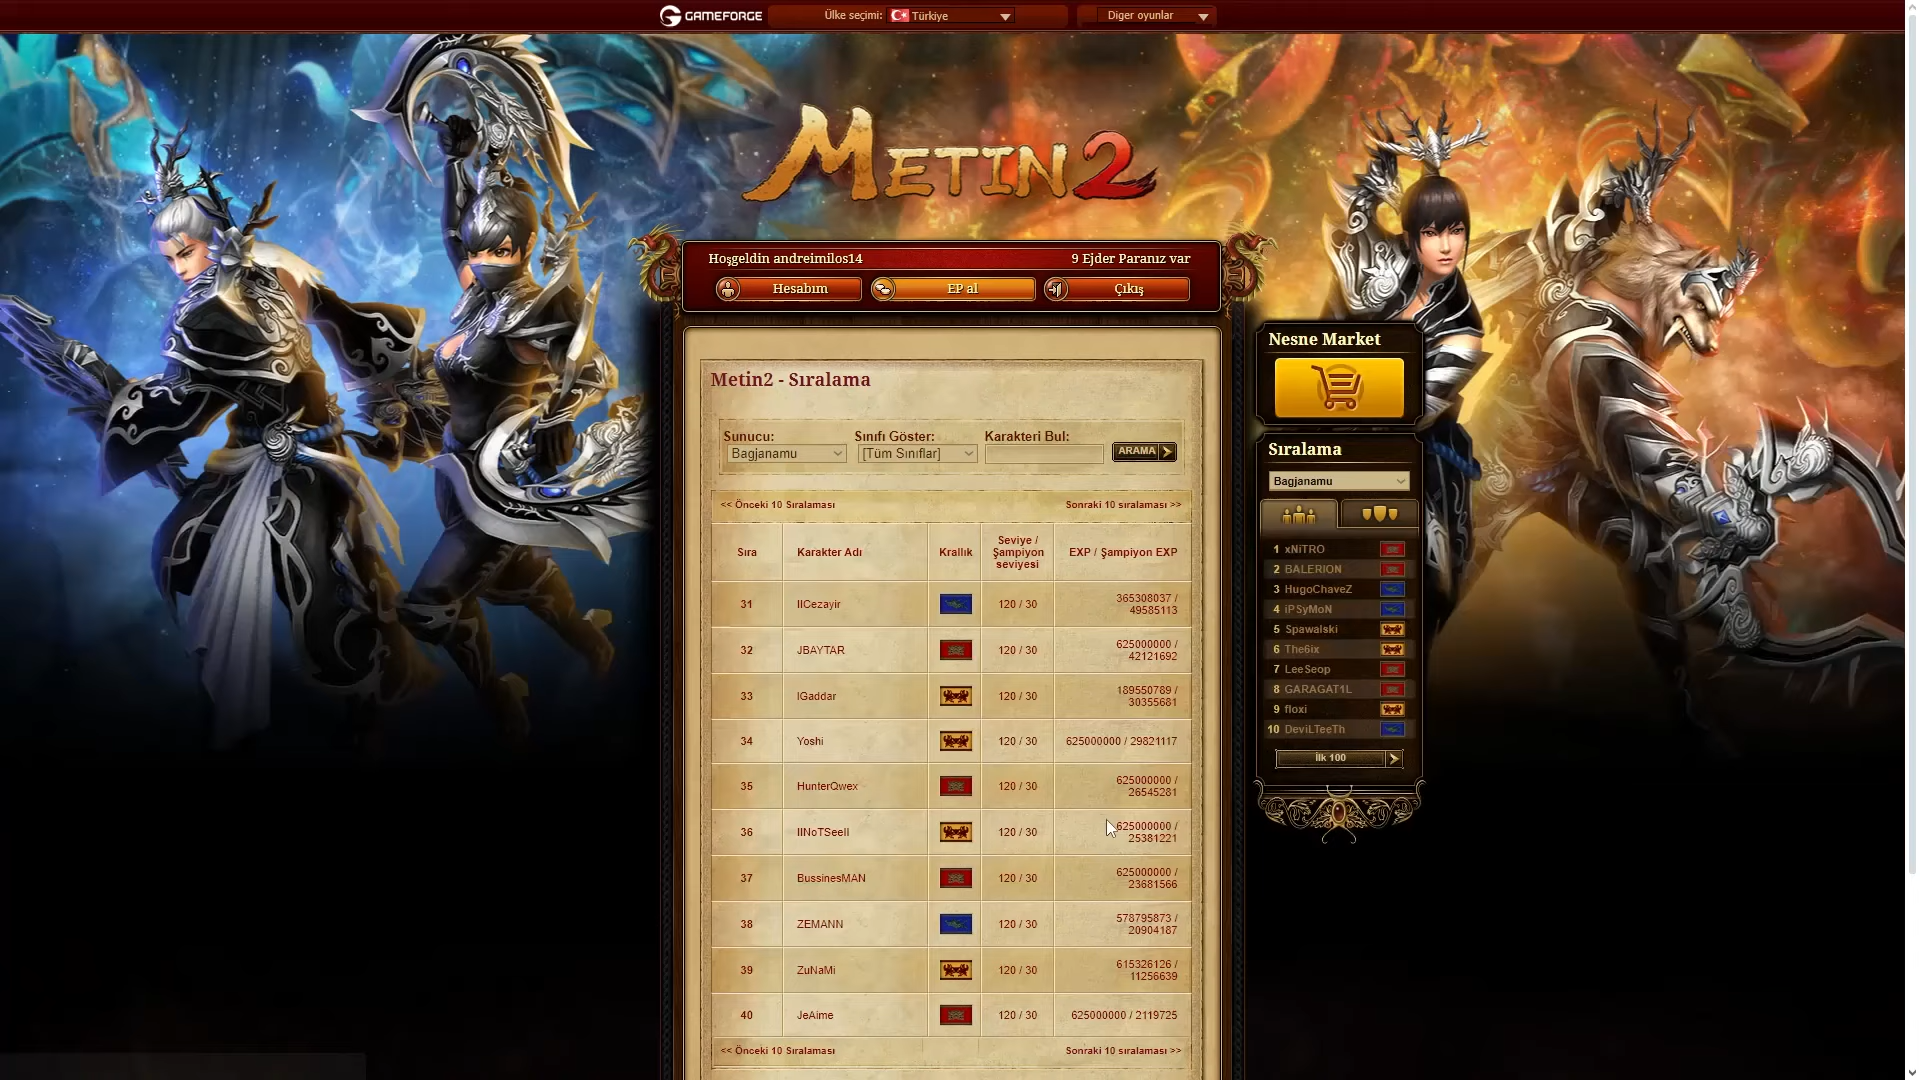 GAMEFORGE
Ülke seçimi: Türkiye
Diger oyunlar
METIN2
Hoşgeldin andreimilos14
9 Ejder Paranız var
Hesabım
EP al
Çıkış
Metin2 - Sıralama
Sunucu: Sınıfı Göster: Karakteri Bul:
Bagjanamu [Tüm Sınıflar] ARAMA
<< Önceki 10 Sıralaması Sonraki 10 sıralaması >>
Sıra Karakter Adı Krallık Seviye / Şampiyon seviyesi EXP / Şampiyon EXP
31 IICezayir 120 / 30 365308037 / 49585113
32 JBAYTAR 120 / 30 625000000 / 42121692
33 IGaddar 120 / 30 189550789 / 30355681
34 Yoshi 120 / 30 625000000 / 29821117
35 HunterQwex 120 / 30 625000000 / 26545281
36 IINoTSeeII 120 / 30 625000000 / 25381221
37 BussinesMAN 120 / 30 625000000 / 23681566
38 ZEMANN 120 / 30 578795873 / 20904187
39 ZuNaMi 120 / 30 615326126 / 11256639
40 JeAime 120 / 30 625000000 / 2119725
<< Önceki 10 Sıralaması Sonraki 10 sıralaması >>
Nesne Market
Sıralama
Bagjanamu
1 xNiTRO
2 BALERION
3 HugoChaveZ
4 iPSyMoN
5 Spawalski
6 The6ix
7 LeeSeop
8 GARAGAT1L
9 floxi
10 DeviLTeeTh
İlk 100